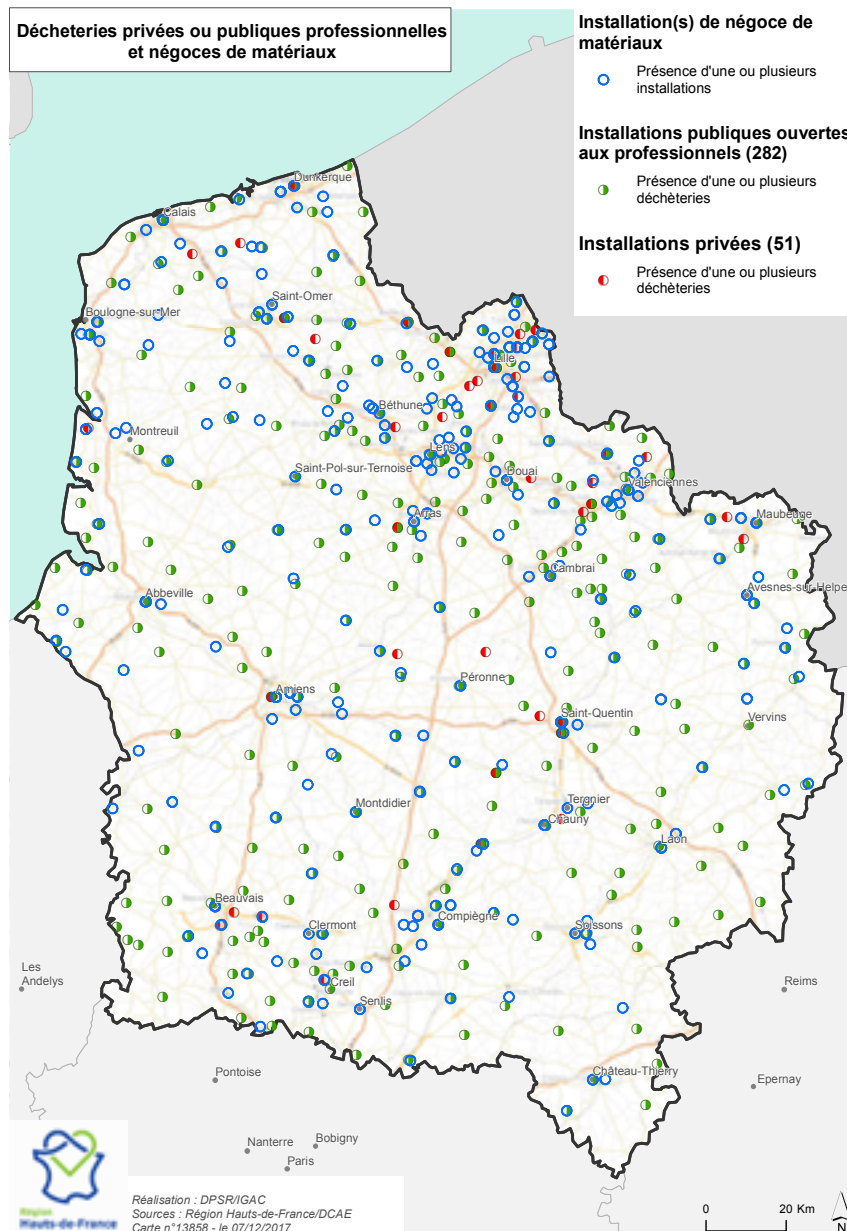 Décheteries privées ou publiques professionnelles
et négoces de matériaux
Installation(s) de négoce de
matériaux
Présence d'une ou plusieurs
installations
Installations publiques ouvertes
aux professionnels (282)
Présence d'une ou plusieurs
déchèteries
Installations privées (51)
Présence d'une ou plusieurs
déchèteries
Dunkerque
Calais
Saint-Omer
Boulogne-sur-Mer
Lille
Béthune
Montreuil
Lens
Saint-Pol-sur-Ternoise
Douai
Valenciennes
Arras
Maubeuge
Cambrai
Avesnes-sur-Helpe
Abbeville
Péronne
Amiens
Saint-Quentin
Vervins
Montdidier
Tergnier
Chauny
Laon
Beauvais
Compiègne
Clermont
Soissons
Les
Andelys
Creil
Senlis
Reims
Château-Thierry
Pontoise
Epernay
Nanterre
Bobigny
Paris
Région
Hauts-de-France
Réalisation : DPSR/IGAC
Sources : Région Hauts-de-France/DCAE
Carte n°13858 - le 07/12/2017
0 20 Km
N